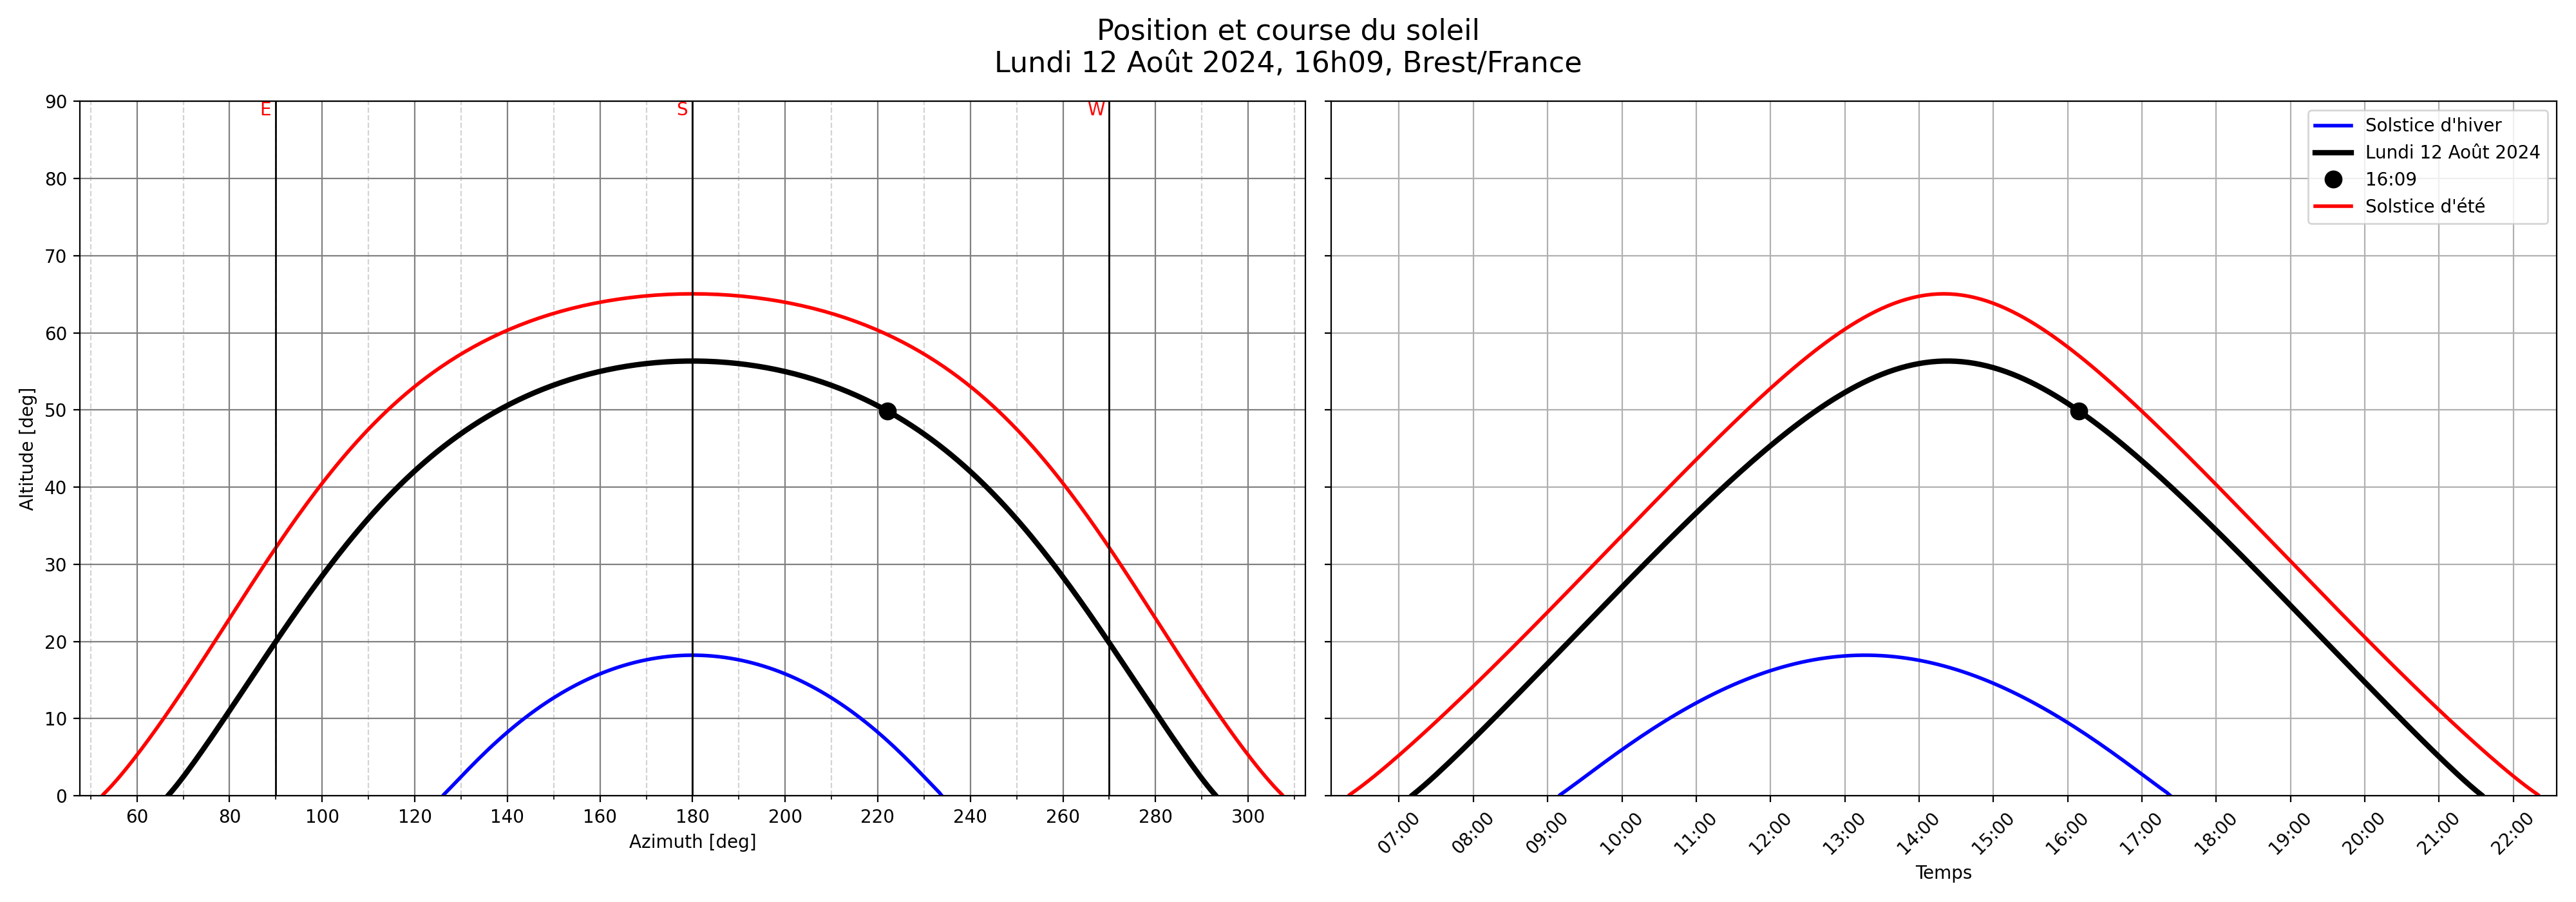 Position et course du soleil
Lundi 12 Août 2024, 16h09, Brest/France
E
S
W
90
80
70
60
50
40
30
20
10
0
Altitude [deg]
60 80 100 120 140 160 180 200 220 240 260 280 300
Azimuth [deg]
Solstice d'hiver
Lundi 12 Août 2024
16:09
Solstice d'été
07:00 08:00 09:00 10:00 11:00 12:00 13:00 14:00 15:00 16:00 17:00 18:00 19:00 20:00 21:00 22:00
Temps